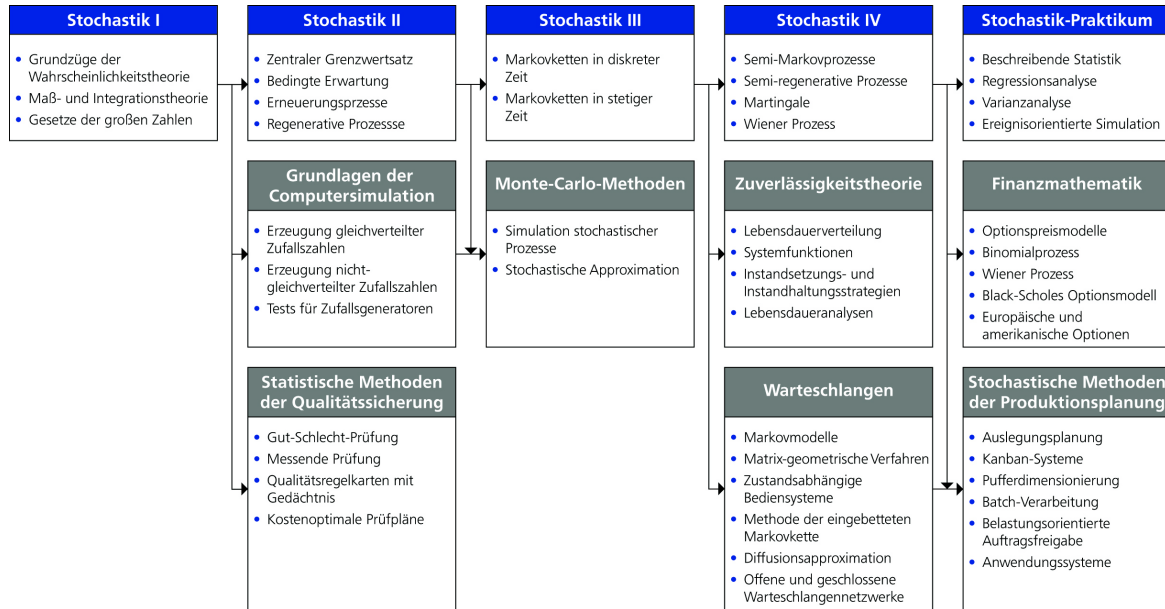 Stochastik I
• Grundzüge der
Wahrscheinlichkeitstheorie
• Maß- und Integrationstheorie
• Gesetze der großen Zahlen
Stochastik II
• Zentraler Grenzwertsatz
• Bedingte Erwartung
• Erneuerungsprzesse
• Regenerative Prozessse
Stochastik III
• Markovketten in diskreter
Zeit
• Markovketten in stetiger
Zeit
Stochastik IV
• Semi-Markovprozesse
• Semi-regenerative Prozesse
• Martingale
• Wiener Prozess
Stochastik-Praktikum
• Beschreibende Statistik
• Regressionsanalyse
• Varianzanalyse
• Ereignisorientierte Simulation
Grundlagen der
Computersimulation
• Erzeugung gleichverteilter
Zufallszahlen
• Erzeugung nicht-
gleichverteilter Zufallszahlen
• Tests für Zufallsgeneratoren
Monte-Carlo-Methoden
• Simulation stochastischer
Prozesse
• Stochastische Approximation
Zuverlässigkeitstheorie
• Lebensdauerverteilung
• Systemfunktionen
• Instandsetzungs- und
Instandhaltungsstrategien
• Lebensdaueranalysen
Finanzmathematik
• Optionspreismodelle
• Binomialprozess
• Wiener Prozess
• Black-Scholes Optionsmodell
• Europäische und
amerikanische Optionen
Statistische Methoden
der Qualitätssicherung
• Gut-Schlecht-Prüfung
• Messende Prüfung
• Qualitätsregelkarten mit
Gedächtnis
• Kostenoptimale Prüfpläne
Warteschlangen
• Markovmodelle
• Matrix-geometrische Verfahren
• Zustandsabhängige
Bediensysteme
• Methode der eingebetteten
Markovkette
• Diffusionsapproximation
• Offene und geschlossene
Warteschlangennetzwerke
Stochastische Methoden
der Produktionsplanung
• Auslegungsplanung
• Kanban-Systeme
• Pufferdimensionierung
• Batch-Verarbeitung
• Belastungsorientierte
Auftragsfreigabe
• Anwendungssysteme